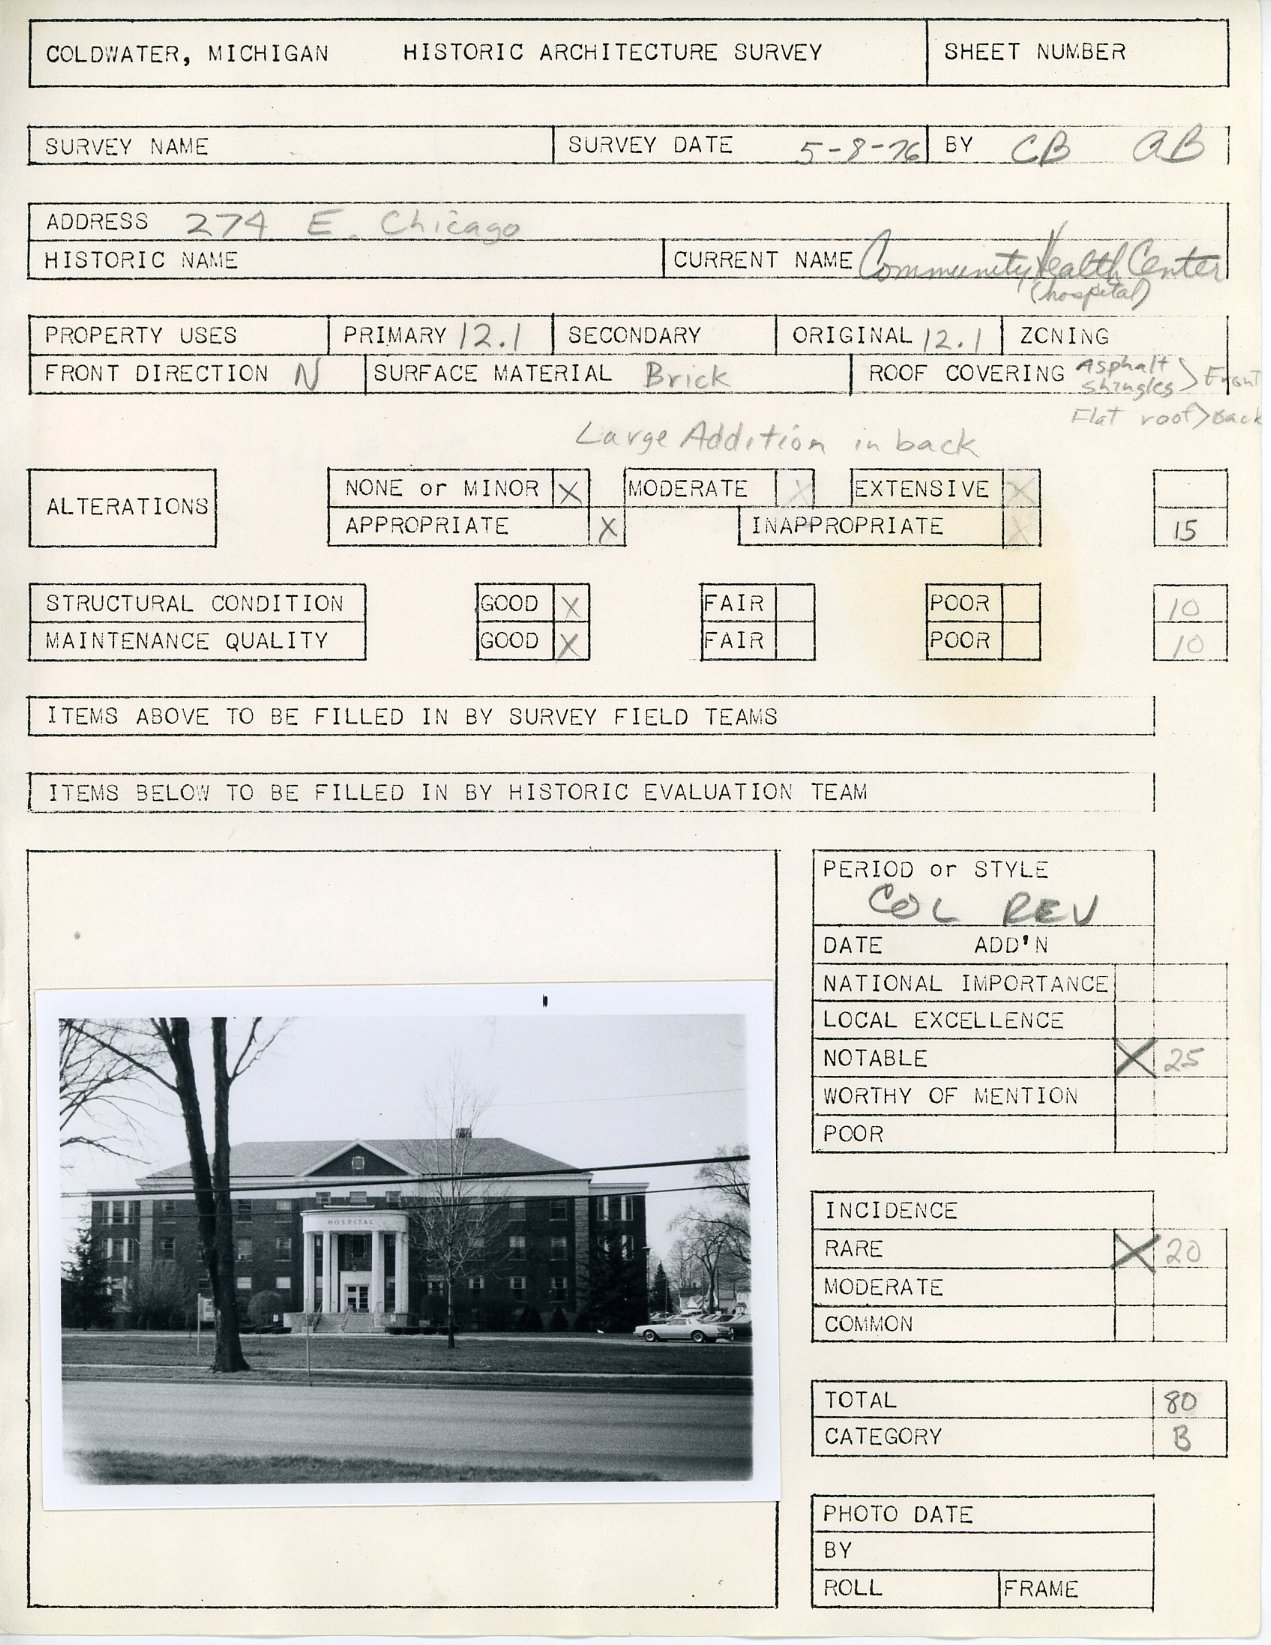 COLDWATER, MICHIGAN HISTORIC ARCHITECTURE SURVEY SHEET NUMBER
SURVEY NAME SURVEY DATE 5-8-76 BY CB AB
ADDRESS 274 E. Chicago
HISTORIC NAME CURRENT NAME Community Health Center
(hospital)
PROPERTY USES PRIMARY 12.1 SECONDARY ORIGINAL 12.1 ZONING
FRONT DIRECTION N SURFACE MATERIAL Brick ROOF COVERING Asphalt shingles > Front
Flat roof > Back
Large Addition in back
ALTERATIONS NONE or MINOR X MODERATE X EXTENSIVE X
APPROPRIATE X INAPPROPRIATE X 15
STRUCTURAL CONDITION GOOD X FAIR POOR 10
MAINTENANCE QUALITY GOOD X FAIR POOR 10
ITEMS ABOVE TO BE FILLED IN BY SURVEY FIELD TEAMS
ITEMS BELOW TO BE FILLED IN BY HISTORIC EVALUATION TEAM
HOSPITAL
PERIOD or STYLE
COL REV
DATE ADD'N
NATIONAL IMPORTANCE
LOCAL EXCELLENCE
NOTABLE X 25
WORTHY OF MENTION
POOR
INCIDENCE
RARE X 20
MODERATE
COMMON
TOTAL 80
CATEGORY B
PHOTO DATE
BY
ROLL FRAME